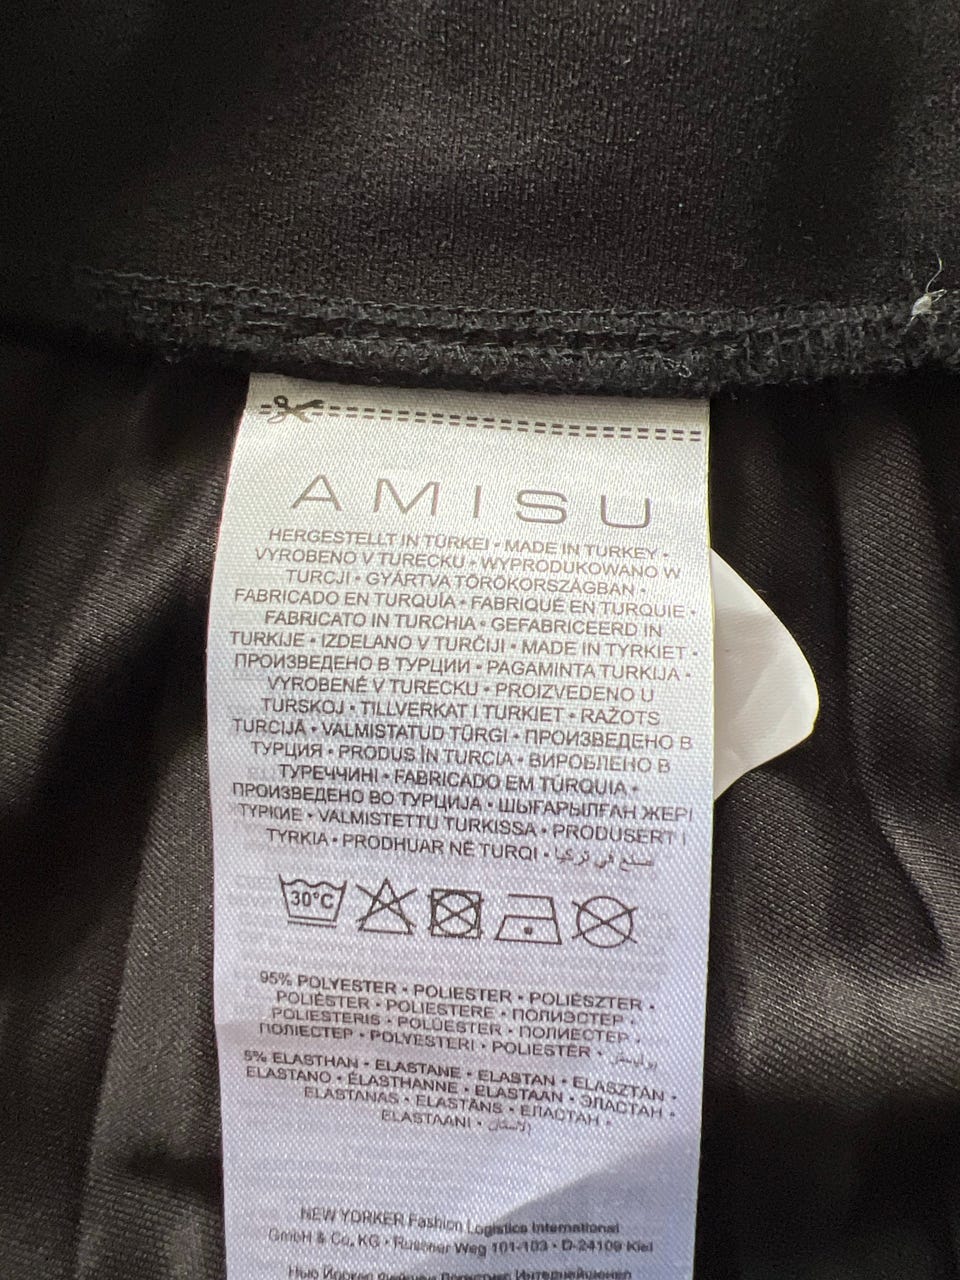 AMISU
HERGESTELLT IN TÜRKEI • MADE IN TURKEY •
VYROBENO V TURECKU • WYPRODUKOWANO W
TURCJI • GYÁRTVA TÖRÖKORSZÁGBAN •
FABRICADO EN TURQUÍA • FABRIQUÉ EN TURQUIE •
FABRICATO IN TURCHIA • GEFABRICEERD IN
TURKIJE • IZDELANO V TURČIJI • MADE IN TYRKIET •
ПРОИЗВЕДЕНО В ТУРЦИИ • PAGAMINTA TURKIJA •
VYROBENÉ V TURECKU • PROIZVEDENO U
TURSKOJ • TILLVERKAT I TURKIET • RAŽOTS
TURCIJĀ • VALMISTATUD TÜRGI • ПРОИЗВЕДЕНО В
ТУРЦИЯ • PRODUS ÎN TURCIA • ВИРОБЛЕНО В
ТУРЕЧЧИНІ • FABRICADO EM TURQUIA •
ПРОИЗВЕДЕНО ВО ТУРЦИЈА • ШЫҒАРЫЛҒАН ЖЕРІ
ТҮРКИЕ • VALMISTETTU TURKISSA • PRODUSERT I
TYRKIA • PRODHUAR NË TURQI • صنع في تركيا
30°C
95% POLYESTER • POLIESTER • POLIÉSZTER •
POLIÉSTER • POLIESTERE • ПОЛИЭСТЕР •
POLIESTERIS • POLÜESTER • ПОЛИЕСТЕР •
ПОЛІЕСТЕР • POLYESTERI • POLIESTËR •
5% ELASTHAN • ELASTANE • ELASTAN • ELASZTÁN •
ELASTANO • ÉLASTHANNE • ELASTAAN • ЭЛАСТАН •
ELASTANAS • ELASTĀNS • ЕЛАСТАН •
ELASTAANI •
NEW YORKER Fashion Logistics International
GmbH & Co. KG • Russeer Weg 101-103 • D-24109 Kiel